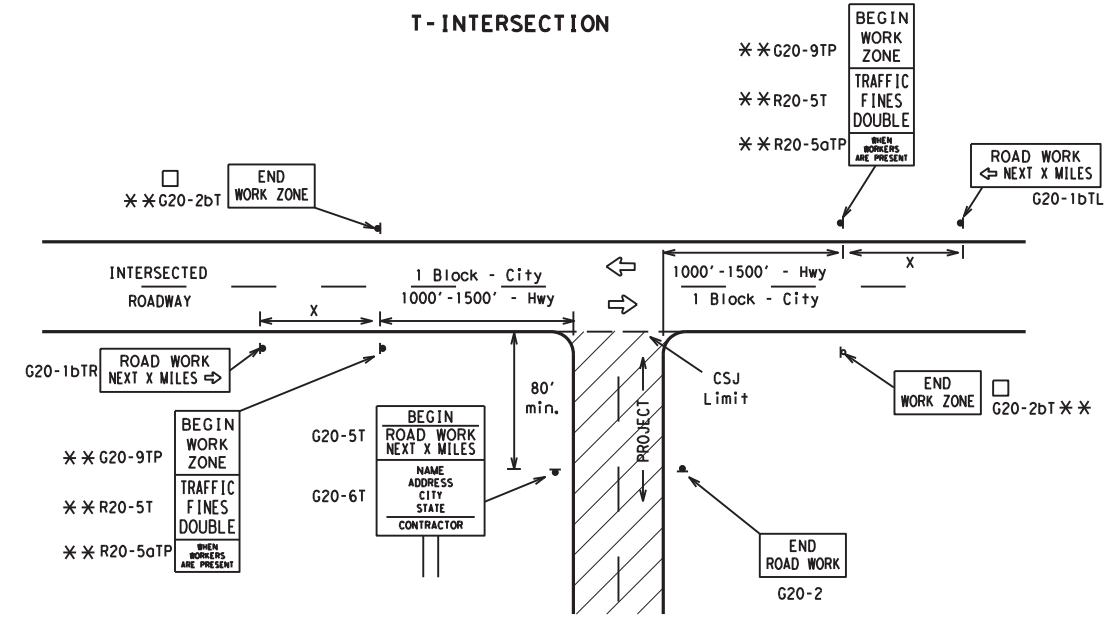 T-INTERSECTION
BEGIN
WORK
ZONE
** G20-9TP
TRAFFIC
FINES
DOUBLE
** R20-5T
WHEN
WORKERS
ARE PRESENT
** R20-5aTP
ROAD WORK
⇦ NEXT X MILES
G20-1bTL
END
WORK ZONE
□
** G20-2bT
INTERSECTED
ROADWAY
1 Block - City
1000' -1500' - Hwy
1000' -1500' - Hwy
1 Block - City
X
X
G20-1bTR
ROAD WORK
NEXT X MILES ⇨
80'
min.
CSJ
Limit
PROJECT
END
WORK ZONE
□
G20-2bT **
BEGIN
WORK
ZONE
** G20-9TP
TRAFFIC
FINES
DOUBLE
** R20-5T
WHEN
WORKERS
ARE PRESENT
** R20-5aTP
BEGIN
ROAD WORK
NEXT X MILES
G20-5T
NAME
ADDRESS
CITY
STATE
CONTRACTOR
G20-6T
END
ROAD WORK
G20-2